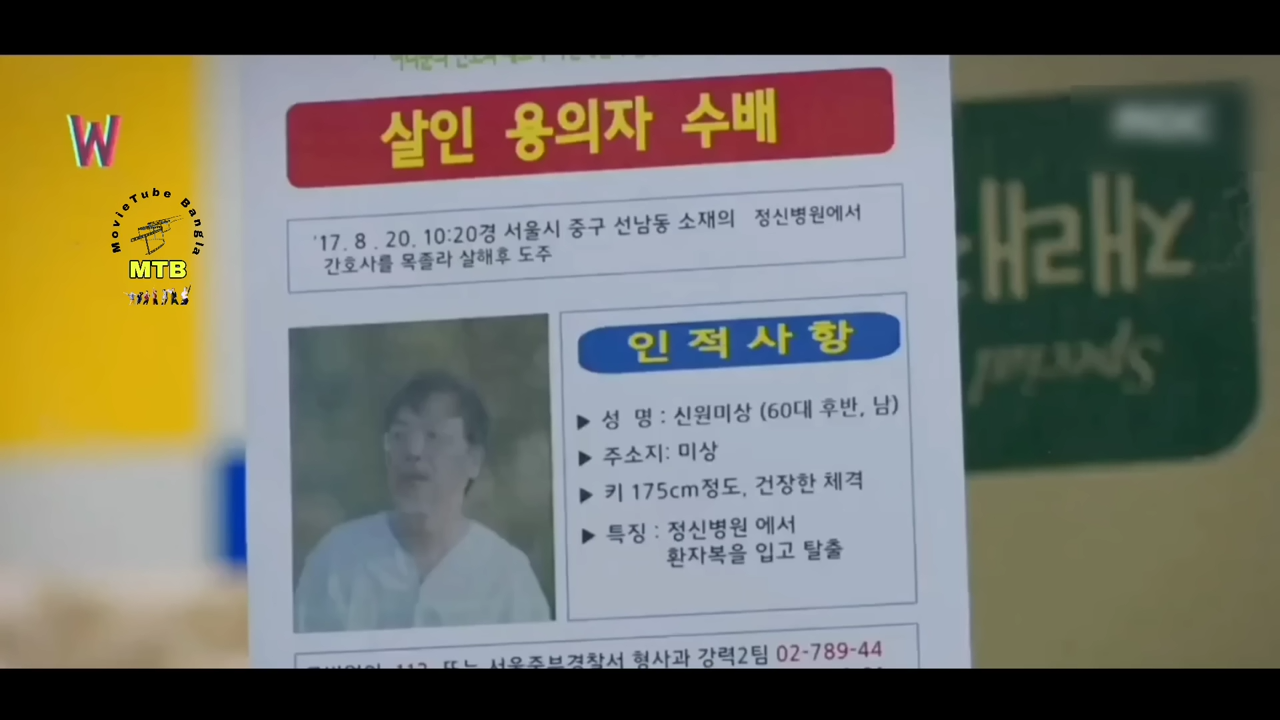 살인 용의자 수배
W
MovieTube Bangla
MTB
'17. 8 . 20. 10:20경 서울시 중구 선남동 소재의 정신병원에서
간호사를 목졸라 살해후 도주
인적사항
▶ 성 명 : 신원미상 (60대 후반, 남)
▶ 주소지: 미상
▶ 키 175cm정도, 건장한 체격
▶ 특징 : 정신병원 에서
환자복을 입고 탈출
재래
Special
112 또는 서울중부경찰서 형사과 강력2팀 02-789-44